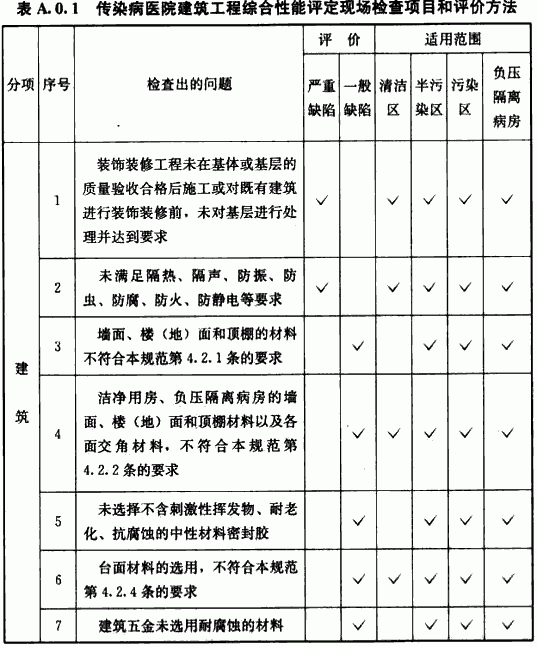 表 A.0.1 传染病医院建筑工程综合性能评定现场检查项目和评价方法
分项 序号 检查出的问题 评 价 适用范围
严重缺陷 一般缺陷 清洁区 半污染区 污染区 负压隔离病房
建筑
1 装饰装修工程未在基体或基层的
质量验收合格后施工或对既有建筑
进行装饰装修前，未对基层进行处
理并达到要求 ✓ ✓ ✓ ✓ ✓
2 未满足隔热、隔声、防振、防
虫、防腐、防火、防静电等要求 ✓ ✓ ✓ ✓ ✓
3 墙面、楼（地）面和顶棚的材料
不符合本规范第 4.2.1 条的要求 ✓ ✓ ✓ ✓
4 洁净用房、负压隔离病房的墙
面、楼（地）面和顶棚材料以及各
面交角材料，不符合本规范第
4.2.2 条的要求 ✓ ✓ ✓ ✓ ✓
5 未选择不含刺激性挥发物、耐老
化、抗腐蚀的中性材料密封胶 ✓ ✓ ✓ ✓
6 台面材料的选用，不符合本规范
第 4.2.4 条的要求 ✓ ✓ ✓ ✓ ✓
7 建筑五金未选用耐腐蚀的材料 ✓ ✓ ✓ ✓